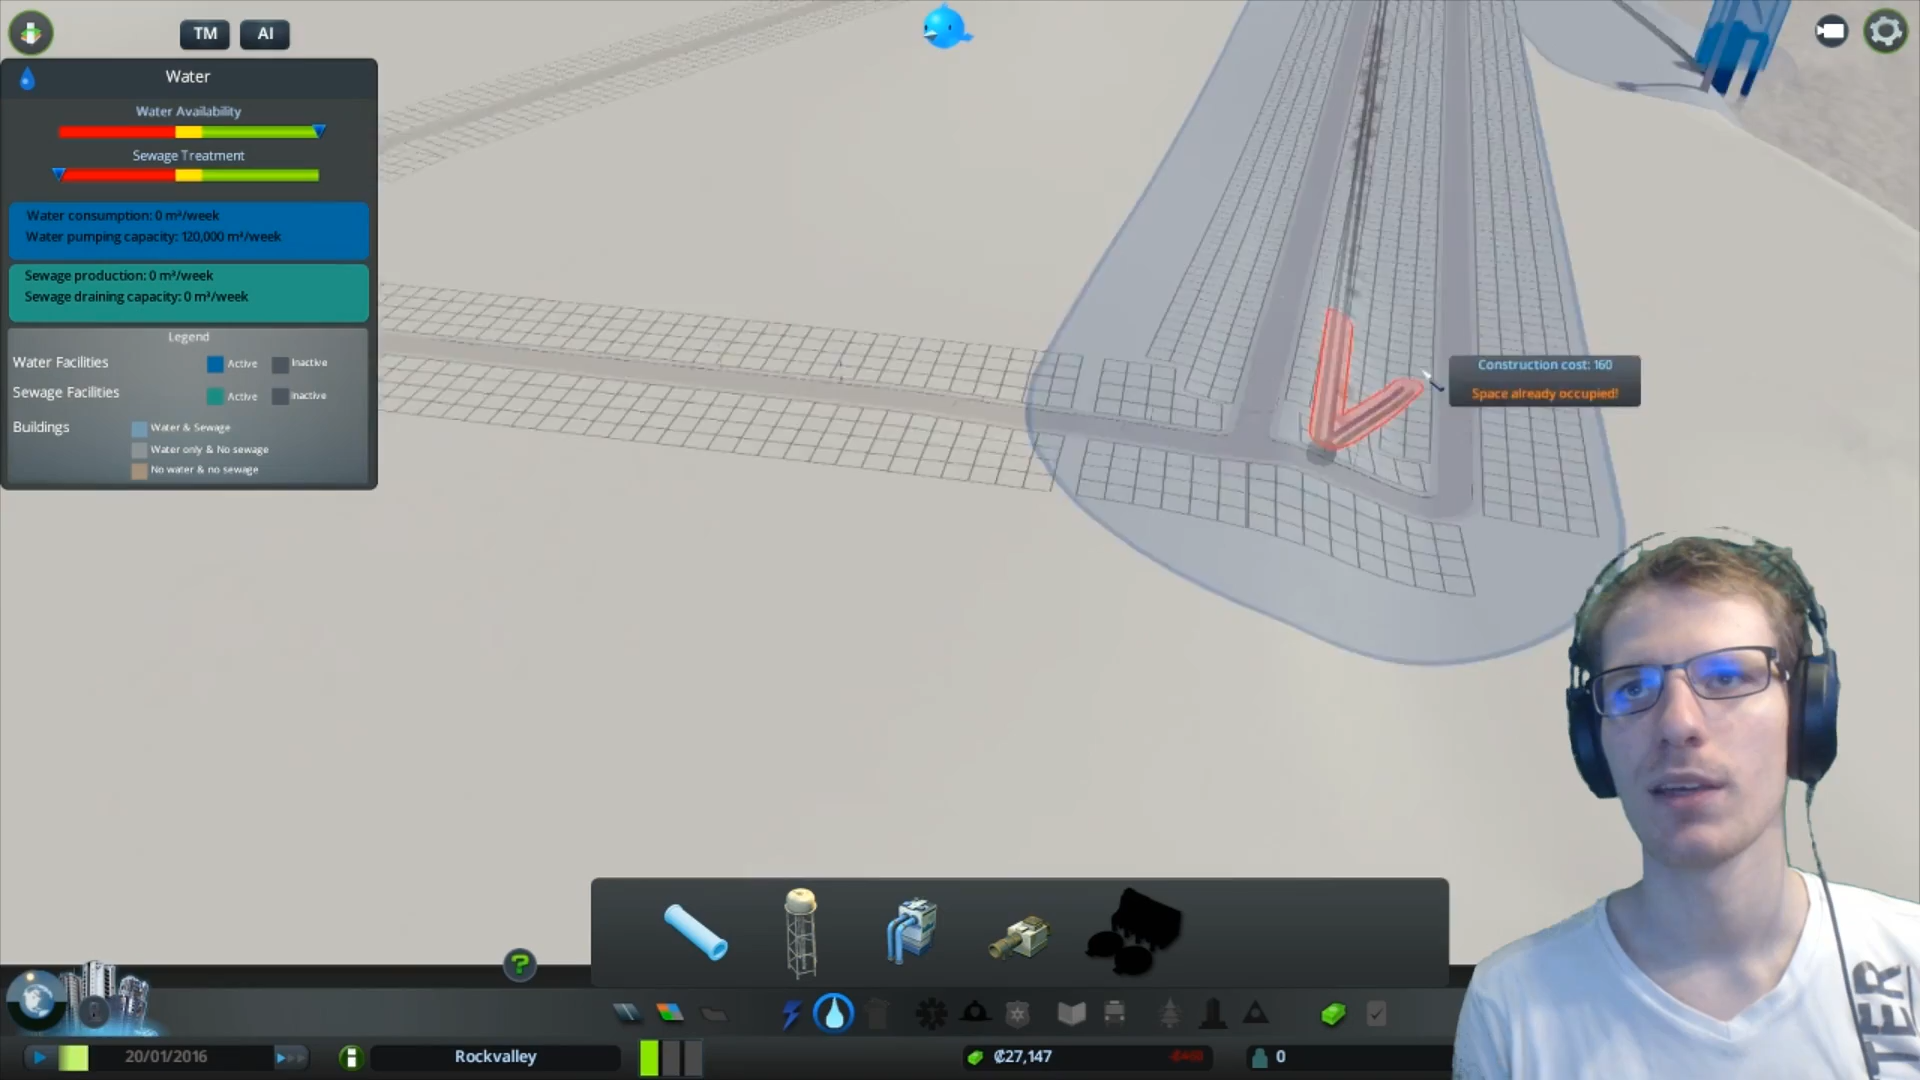 TM AI
Water
Water Availability
Sewage Treatment
Water consumption: 0 m³/week
Water pumping capacity: 120,000 m³/week
Sewage production: 0 m³/week
Sewage draining capacity: 0 m³/week
Legend
Water Facilities Active Inactive
Sewage Facilities Active Inactive
Buildings Water & Sewage
Water only & No sewage
No water & no sewage
Construction cost: 160
Space already occupied!
?
TER
20/01/2016 Rockvalley ₡27,147 0